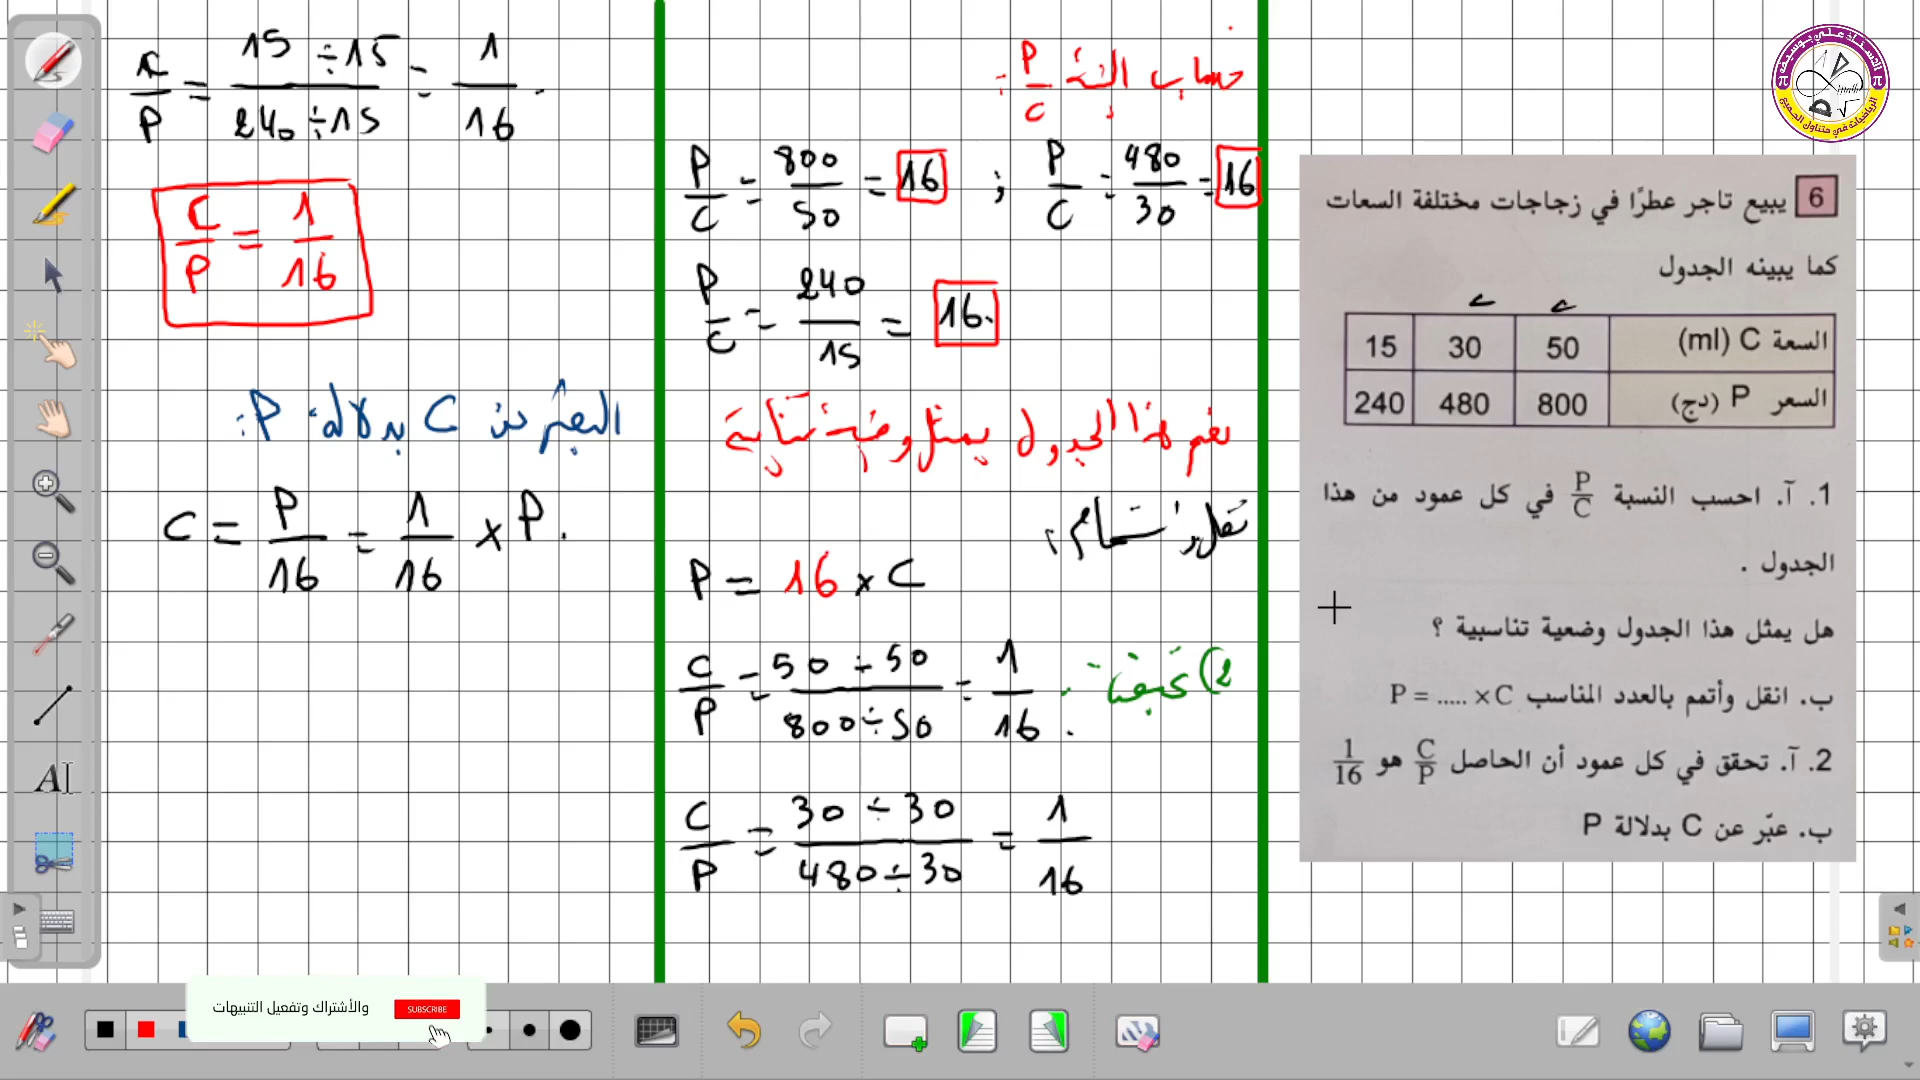 6 يبيع تاجر عطرًا في زجاجات مختلفة السعات
كما يبينه الجدول
السعة C (ml) 50 30 15
السعر P (دج) 800 480 240
1. آ. احسب النسبة P/C في كل عمود من هذا
الجدول .
هل يمثل هذا الجدول وضعية تناسبية ؟
ب. انقل وأتمم بالعدد المناسب P = ..... × C
2. آ. تحقق في كل عمود أن الحاصل C/P هو 1/16
ب. عبّر عن C بدلالة P
حساب النسبة P/C :
P/C = 480/30 = 16 ; P/C = 800/50 = 16
P/C = 240/15 = 16.
نعم هذا الجدول يمثل وضعية تناسبية
P = 16 × C
2)
C/P = 50 ÷ 50 / 800 ÷ 50 = 1/16 .
C/P = 30 ÷ 30 / 480 ÷ 30 = 1/16
C/P = 15 ÷ 15 / 240 ÷ 15 = 1/16 .
C/P = 1/16
التعبير عن C بدلالة P :
C = P/16 = 1/16 × P .
الرياضيات في متناول الجميع
والأشتراك وتفعيل التنبيهات
SUBSCRIBE